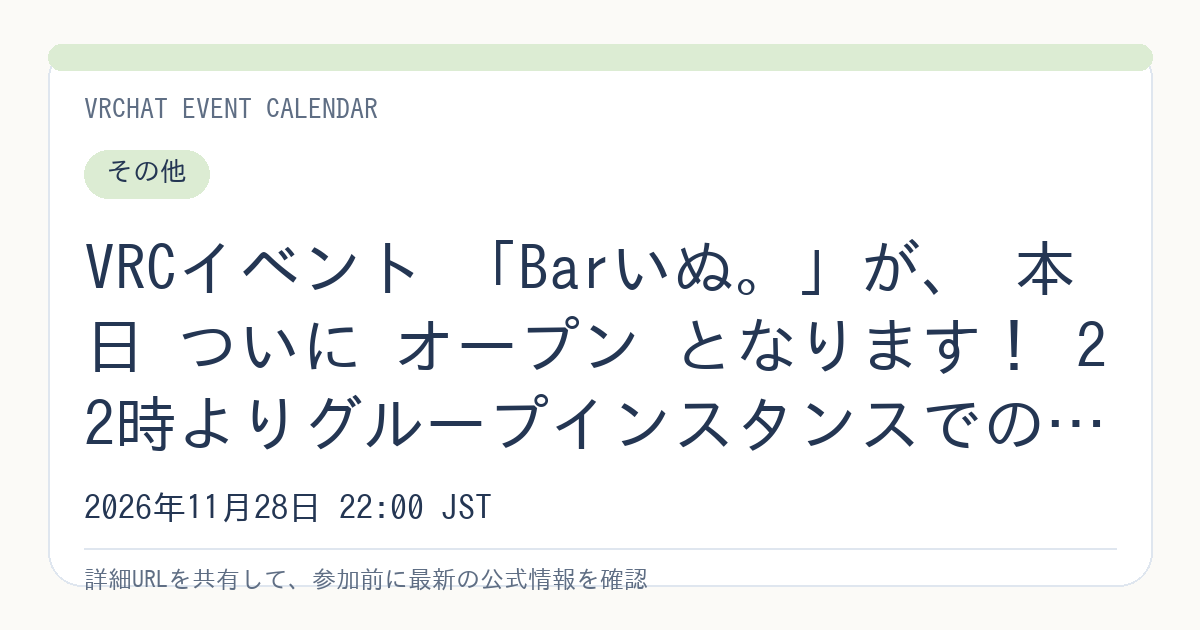 VRCHAT EVENT CALENDAR
その他
VRCイベント 「Barいぬ。」が、 本
日 ついに オープン となります！ 2
2時よりグループインスタンスでの…
2026年11月28日 22:00 JST
詳細URLを共有して、参加前に最新の公式情報を確認